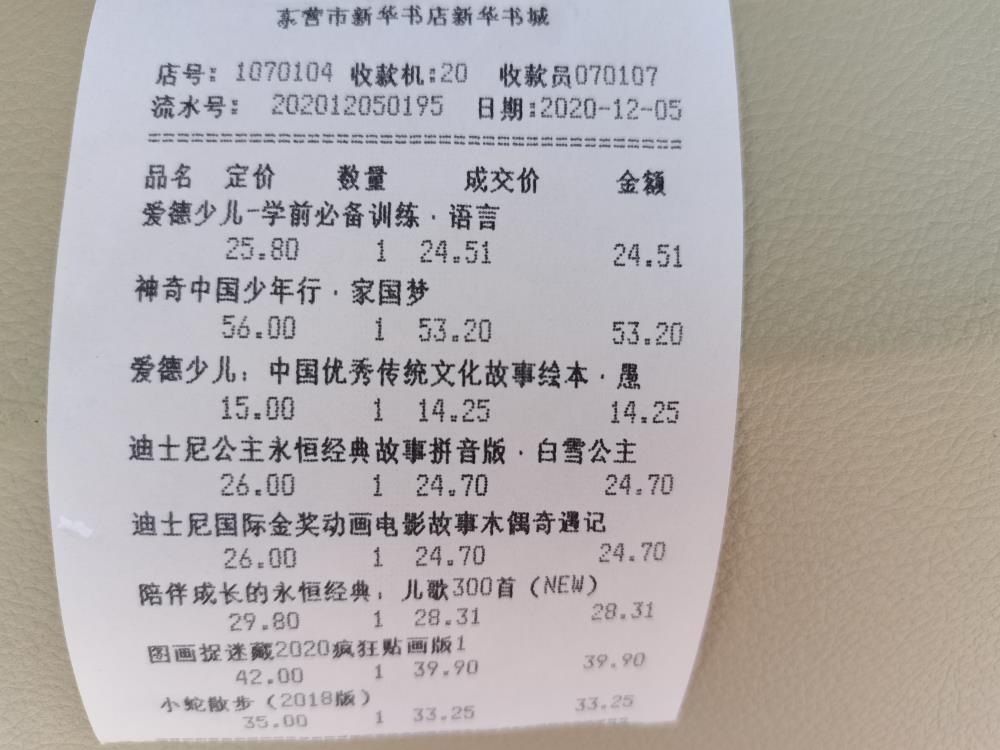 东营市新华书店新华书城
店号: 1070104 收款机:20 收款员070107
流水号: 202012050195 日期:2020-12-05
======================================
品名 定价 数量 成交价 金额
爱德少儿-学前必备训练·语言
25.80 1 24.51 24.51
神奇中国少年行·家国梦
56.00 1 53.20 53.20
爱德少儿: 中国优秀传统文化故事绘本·愚
15.00 1 14.25 14.25
迪士尼公主永恒经典故事拼音版·白雪公主
26.00 1 24.70 24.70
迪士尼国际金奖动画电影故事木偶奇遇记
26.00 1 24.70 24.70
陪伴成长的永恒经典: 儿歌300首(NEW)
29.80 1 28.31 28.31
图画捉迷藏2020疯狂贴画版1
42.00 1 39.90 39.90
小蛇散步(2018版)
35.00 1 33.25 33.25